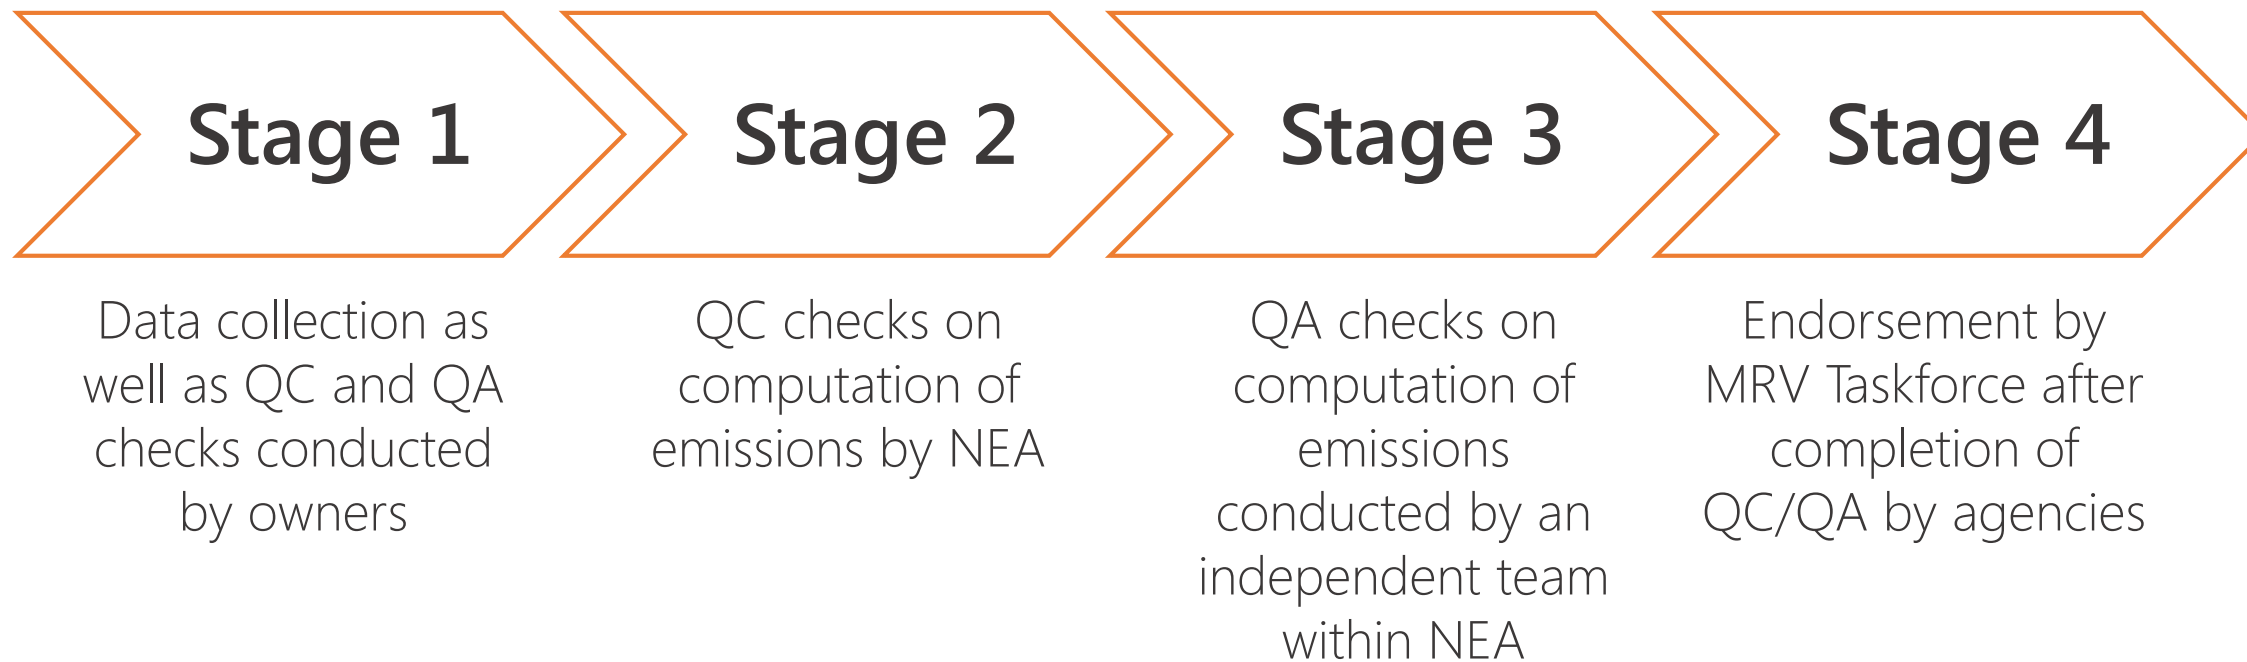 Stage 1
Data collection as
well as QC and QA
checks conducted
by owners
Stage 2
QC checks on
computation of
emissions by NEA
Stage 3
QA checks on
computation of
emissions
conducted by an
independent team
within NEA
Stage 4
Endorsement by
MRV Taskforce after
completion of
QC/QA by agencies